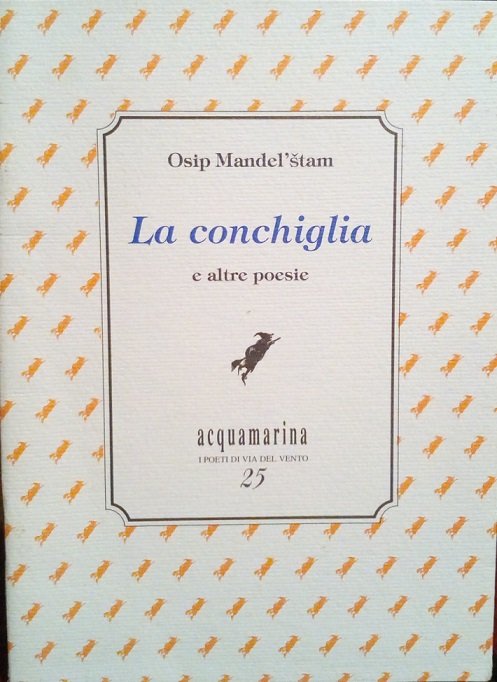 Osip Mandel'štam
La conchiglia
e altre poesie
acquamarina
I POETI DI VIA DEL VENTO
25